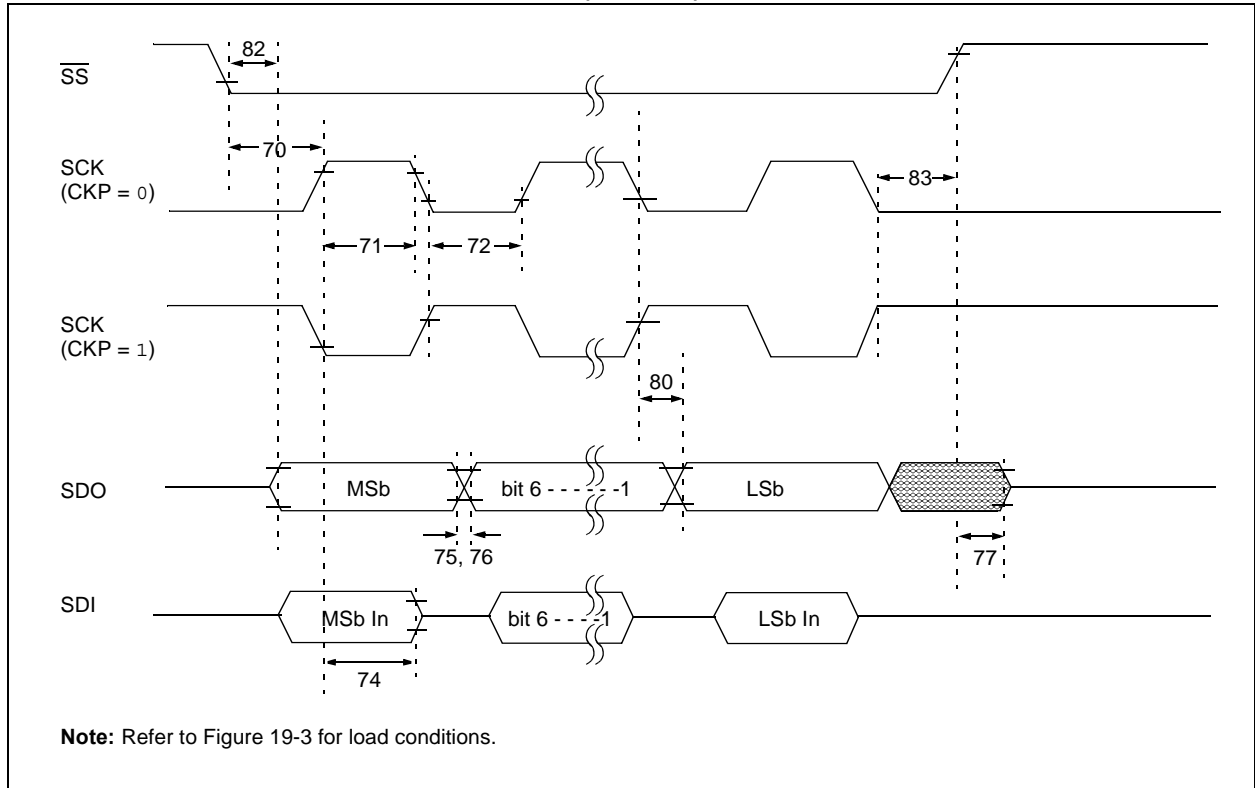 82
SS
70
SCK
(CKP = 0)
83
71
72
SCK
(CKP = 1)
80
SDO
MSb
bit 6 - - - - - -1
LSb
75, 76
77
SDI
MSb In
bit 6 - - - -1
LSb In
74
Note: Refer to Figure 19-3 for load conditions.